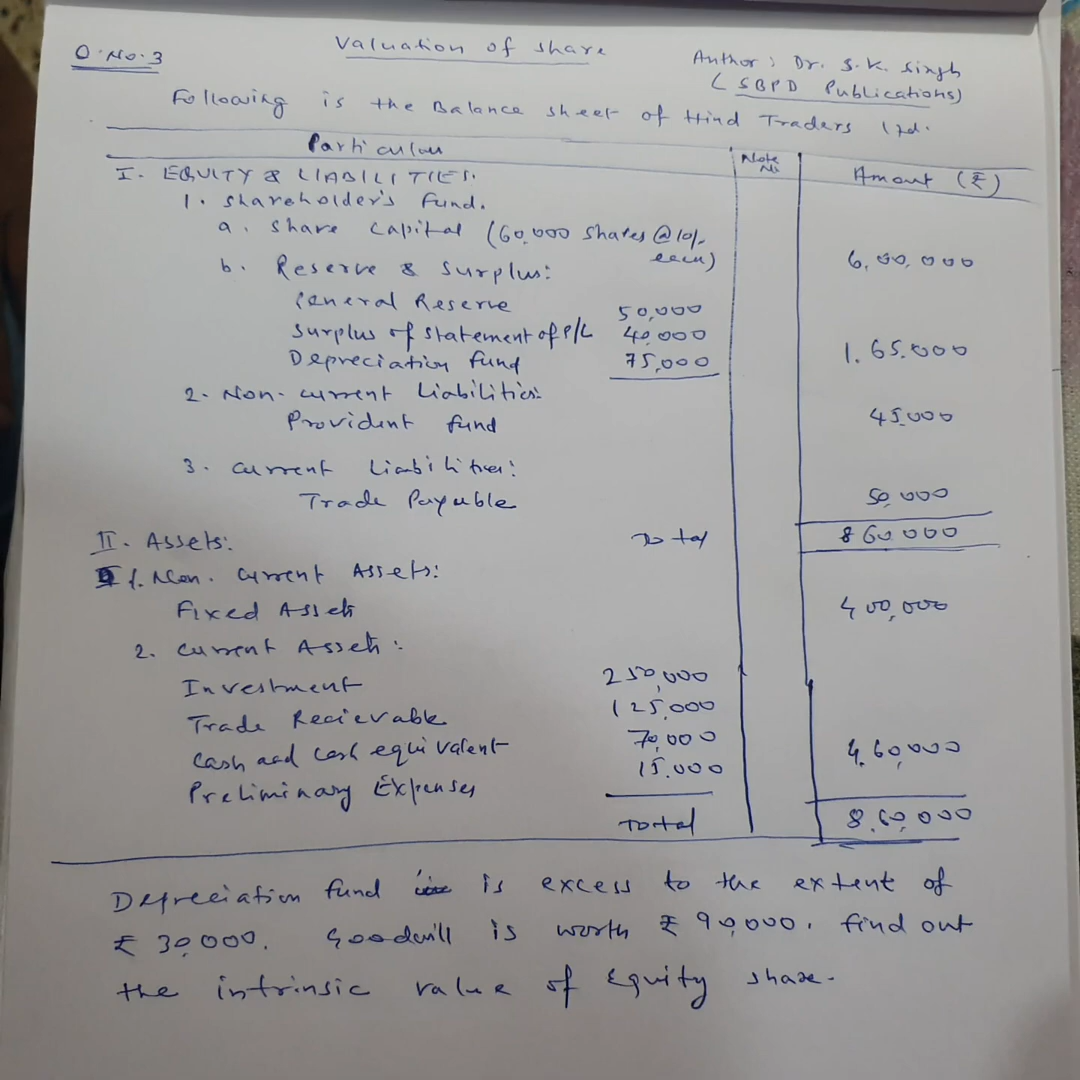 Q. No. 3
Valuation of share
Author : Dr. S. K. Singh
( SBPD Publications)
Following is the Balance sheet of Hind Traders Ltd.
Particulars Note No Amount (₹)
I. EQUITY & LIABILITIES.
1. Shareholder's Fund.
a. Share Capital (60,000 Shares @ 10/- each) 6,00,000
b. Reserve & Surplus:
General Reserve 50,000
Surplus of Statement of P/L 40,000
Depreciation fund 75,000 1,65,000
2. Non-current Liabilities:
Provident fund 45,000
3. Current Liabilities:
Trade Payable 50,000
Total 860000
II. Assets:
1. Non. Current Assets:
Fixed Assets 400,000
2. Current Assets :
Investment 250,000
Trade Recievable 125,000
Cash and cash equivalent 70,000 4,60,000
Preliminary Expenses 15,000
Total 8,60,000
Depreciation fund is excess to the extent of
₹ 30,000. Goodwill is worth ₹ 90,000. find out
the intrinsic value of Equity share.